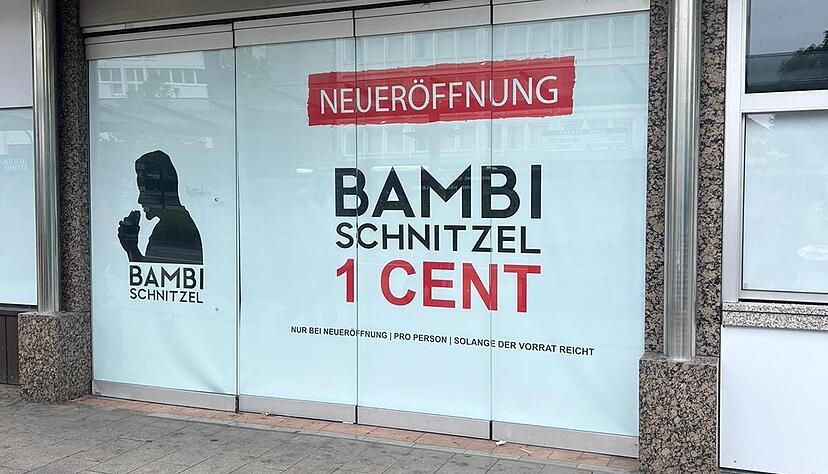 NEUERÖFFNUNG
BAMBI
SCHNITZEL
1 CENT
NUR BEI NEUERÖFFNUNG | PRO PERSON | SOLANGE DER VORRAT REICHT
BAMBI
SCHNITZEL